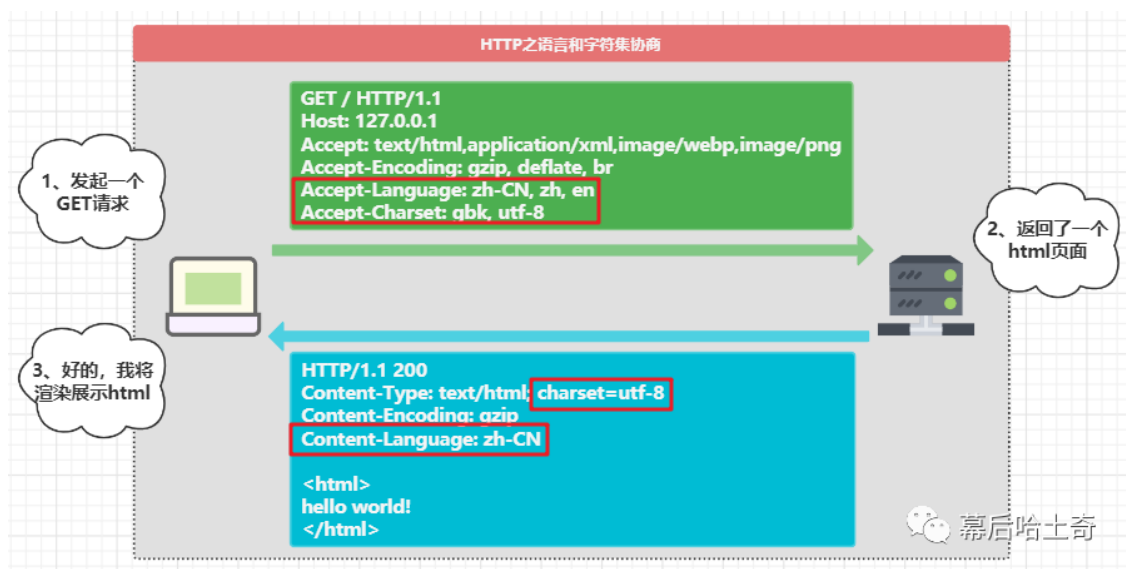 HTTP之语言和字符集协商
GET / HTTP/1.1
Host: 127.0.0.1
Accept: text/html,application/xml,image/webp,image/png
Accept-Encoding: gzip, deflate, br
Accept-Language: zh-CN, zh, en
Accept-Charset: gbk, utf-8
1、发起一个
GET请求
2、返回了一个
html页面
3、好的，我将
渲染展示html
HTTP/1.1 200
Content-Type: text/html; charset=utf-8
Content-Encoding: gzip
Content-Language: zh-CN
<html>
hello world!
</html>
幕后哈土奇